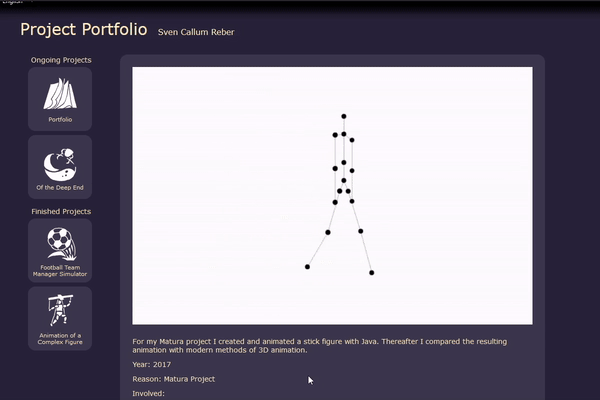 English
Project Portfolio Sven Callum Reber
Ongoing Projects
Portfolio
Of the Deep End
Finished Projects
Football Team
Manager Simulator
Animation of a
Complex Figure
For my Matura project I created and animated a stick figure with Java. Thereafter I compared the resulting
animation with modern methods of 3D animation.
Year: 2017
Reason: Matura Project
Involved: